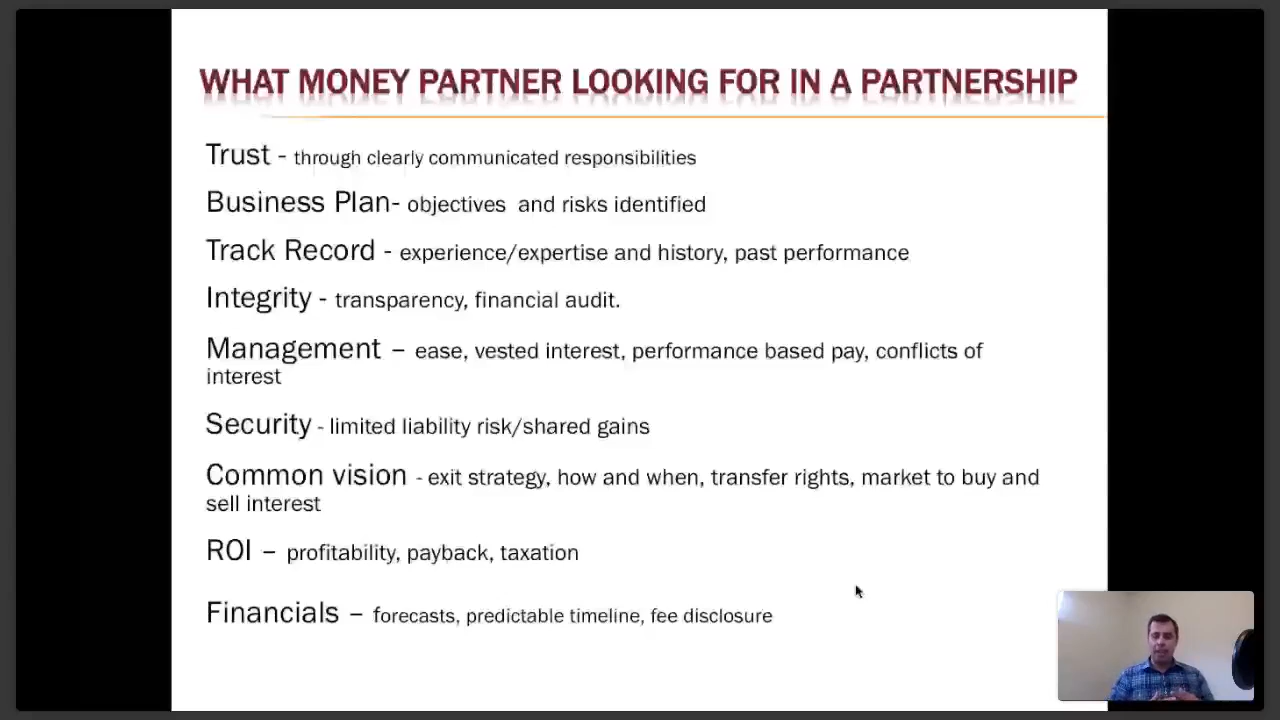 WHAT MONEY PARTNER LOOKING FOR IN A PARTNERSHIP
Trust - through clearly communicated responsibilities
Business Plan- objectives  and risks identified
Track Record - experience/expertise and history, past performance
Integrity - transparency, financial audit.
Management – ease, vested interest, performance based pay, conflicts of
interest
Security - limited liability risk/shared gains
Common vision - exit strategy, how and when, transfer rights, market to buy and
sell interest
ROI – profitability, payback, taxation
Financials – forecasts, predictable timeline, fee disclosure